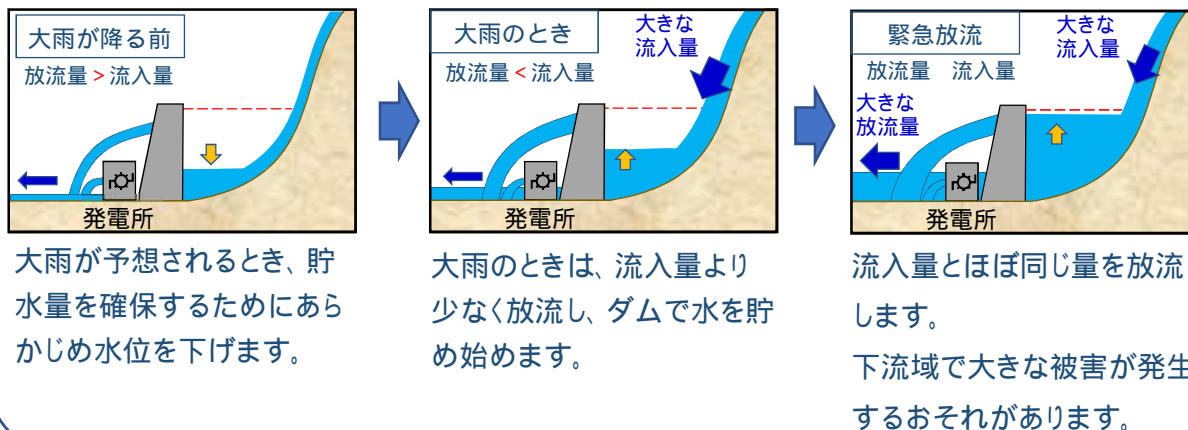 大雨が降る前
放流量 > 流入量
発電所
大雨が予想されるとき、貯
水量を確保するためにあら
かじめ水位を下げます。
大雨のとき
放流量 < 流入量
大きな
流入量
発電所
大雨のときは、流入量より
少なく放流し、ダムで水を貯
め始めます。
緊急放流
放流量 流入量
大きな
流入量
大きな
放流量
発電所
流入量とほぼ同じ量を放流
します。
下流域で大きな被害が発生
するおそれがあります。